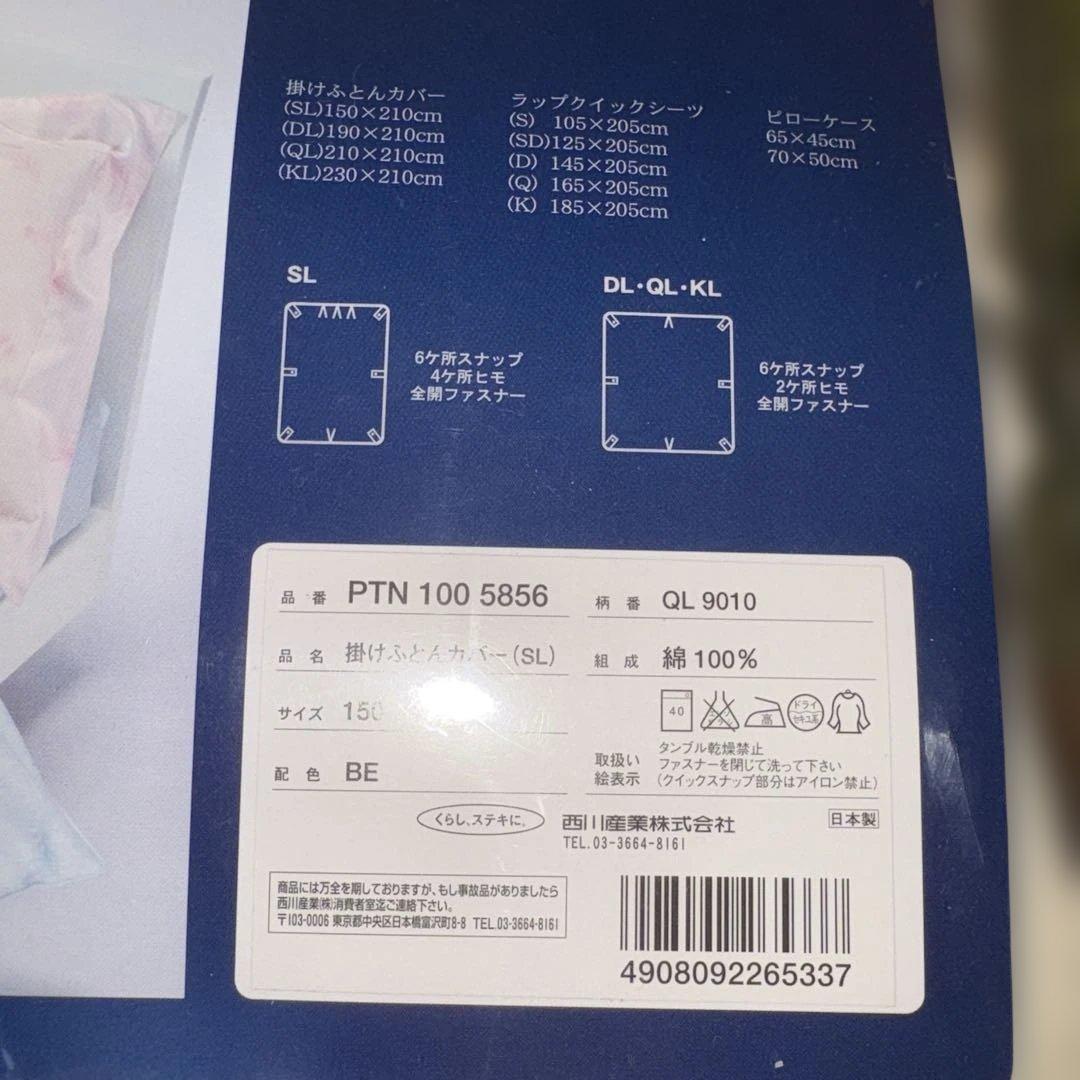 掛けふとんカバー
(SL)150×210cm
(DL)190×210cm
(QL)210×210cm
(KL)230×210cm
ラップクイックシーツ
(S) 105×205cm
(SD)125×205cm
(D) 145×205cm
(Q) 165×205cm
(K) 185×205cm
ピローケース
65×45cm
70×50cm
SL
6ケ所スナップ
4ケ所ヒモ
全開ファスナー
DL・QL・KL
6ケ所スナップ
2ケ所ヒモ
全開ファスナー
品番 PTN 100 5856
柄番 QL 9010
品名 掛けふとんカバー(SL)
組成 綿100%
サイズ 150
40
高
ドライ
セキユ系
配色 BE
取扱い
絵表示
タンブル乾燥禁止
ファスナーを閉じて洗って下さい
(クイックスナップ部分はアイロン禁止)
くらし、ステキに。
西川産業株式会社
TEL.03-3664-8161
日本製
商品には万全を期しておりますが、もし事故品がありましたら
西川産業㈱消費者室迄ご連絡下さい。
〒103-0006 東京都中央区日本橋富沢町8-8 TEL.03-3664-8161
4908092265337